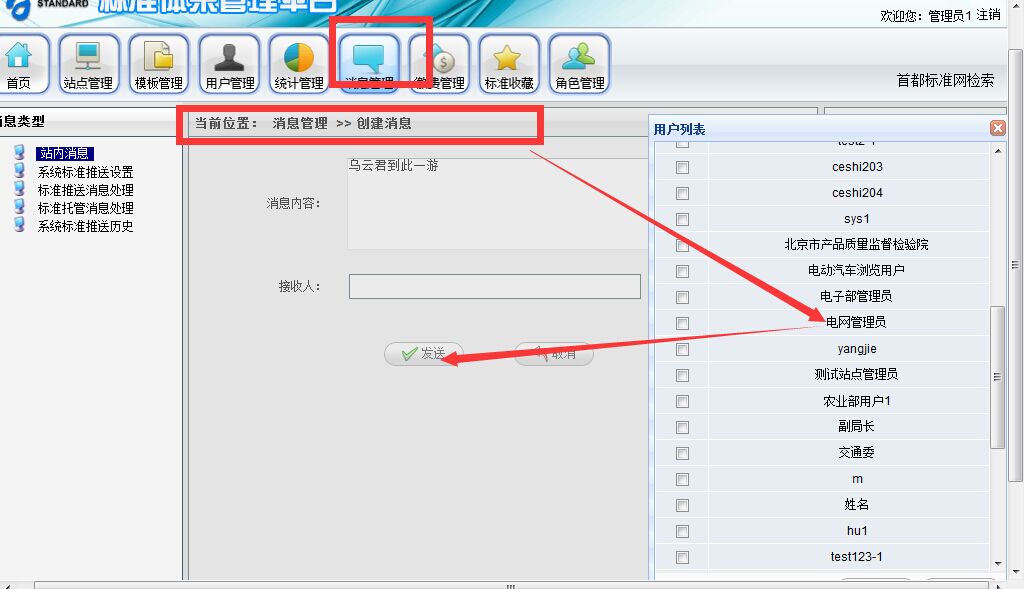 STANDARD 标准体系管理平台
欢迎您：管理员1 注销
首页 站点管理 模板管理 用户管理 统计管理 消息管理 缴费管理 标准收藏 角色管理
首都标准网检索
息类型
当前位置： 消息管理 >> 创建消息
用户列表
站内消息
系统标准推送设置
标准推送消息处理
标准托管消息处理
系统标准推送历史
消息内容：
乌云君到此一游
接收人：
发送
取消
ceshi203
ceshi204
sys1
北京市产品质量监督检验院
电动汽车浏览用户
电子部管理员
电网管理员
yangjie
测试站点管理员
农业部用户1
副局长
交通委
m
姓名
hu1
test123-1